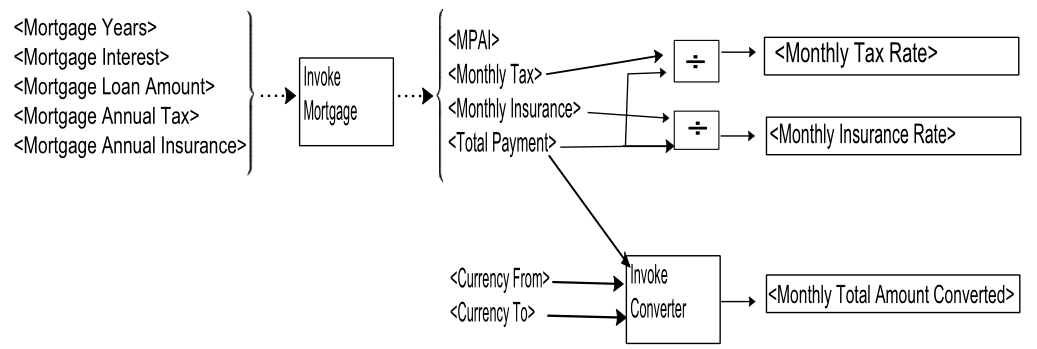 <Mortgage Years>
<Mortgage Interest>
<Mortgage Loan Amount>
<Mortgage Annual Tax>
<Mortgage Annual Insurance>
Invoke
Mortgage
<MPAI>
<Monthly Tax>
<Monthly Insurance>
<Total Payment>
÷
÷
<Monthly Tax Rate>
<Monthly Insurance Rate>
<Currency From>
<Currency To>
Invoke
Converter
<Monthly Total Amount Converted>